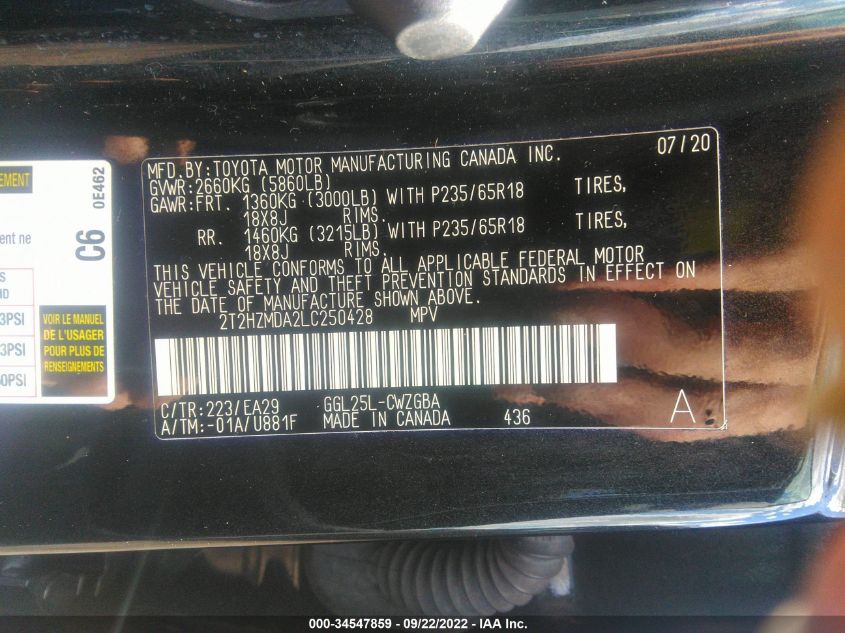 EMENT
C6
0E462
ent ne
S
HD
3PSI
3PSI
0PSI
VOIR LE MANUEL
DE L'USAGER
POUR PLUS DE
RENSEIGNEMENTS
MFD.BY:TOYOTA MOTOR MANUFACTURING CANADA INC. 07/20
GVWR:2660KG (5860LB)
GAWR:FRT. 1360KG (3000LB) WITH P235/65R18 TIRES,
18X8J RIMS.
RR. 1460KG (3215LB) WITH P235/65R18 TIRES,
18X8J RIMS.
THIS VEHICLE CONFORMS TO ALL APPLICABLE FEDERAL MOTOR
VEHICLE SAFETY AND THEFT PREVENTION STANDARDS IN EFFECT ON
THE DATE OF MANUFACTURE SHOWN ABOVE.
2T2HZMDA2LC250428 MPV
C/TR:223/EA29 GGL25L-CWZGBA
A/TM:-01A/U881F MADE IN CANADA 436 A
000-34547859 / 09/22/2022 - IAA Inc.